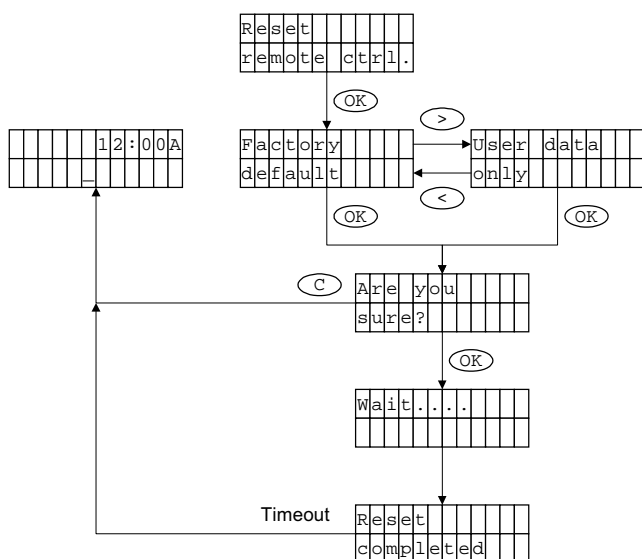 Reset
remote ctrl.
OK
>
12:00A
_
Factory
default
User data
only
<
OK
OK
C
Are you
sure?
OK
Wait....
Timeout
Reset
completed